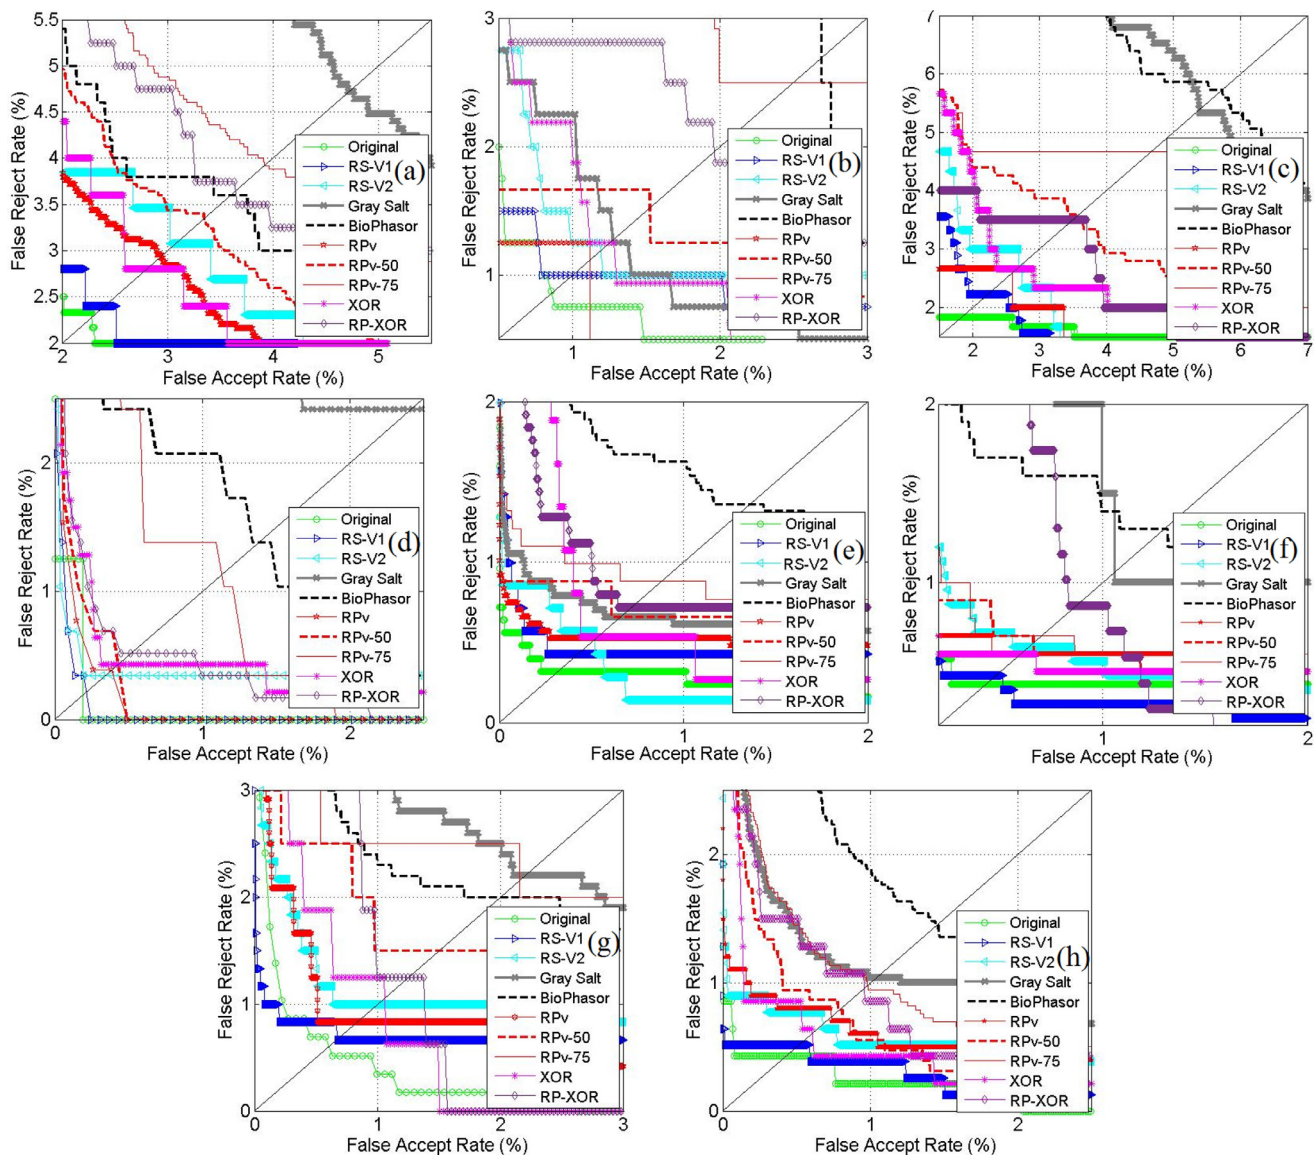 5.5
5
4.5
4
3.5
3
2.5
2
False Reject Rate (%)
Original
RS-V1
RS-V2
Gray Salt
BioPhasor
RPv
RPv-50
RPv-75
XOR
RP-XOR
(a)
2 3 4 5
False Accept Rate (%)
3
2
1
False Reject Rate (%)
Original
RS-V1
RS-V2
Gray Salt
BioPhasor
RPv
RPv-50
RPv-75
XOR
RP-XOR
(b)
1 2 3
False Accept Rate (%)
7
6
5
4
3
2
False Reject Rate (%)
Original
RS-V1
RS-V2
Gray Salt
BioPhasor
RPv
RPv-50
RPv-75
XOR
RP-XOR
(c)
2 3 4 5 6 7
False Accept Rate (%)
2
1
0
False Reject Rate (%)
Original
RS-V1
RS-V2
Gray Salt
BioPhasor
RPv
RPv-50
RPv-75
XOR
RP-XOR
(d)
0 1 2
False Accept Rate (%)
2
1
0
False Reject Rate (%)
Original
RS-V1
RS-V2
Gray Salt
BioPhasor
RPv
RPv-50
RPv-75
XOR
RP-XOR
(e)
0 1 2
False Accept Rate (%)
2
1
False Reject Rate (%)
Original
RS-V1
RS-V2
Gray Salt
BioPhasor
RPv
RPv-50
RPv-75
XOR
RP-XOR
(f)
1 2
False Accept Rate (%)
3
2
1
0
False Reject Rate (%)
Original
RS-V1
RS-V2
Gray Salt
BioPhasor
RPv
RPv-50
RPv-75
XOR
RP-XOR
(g)
0 1 2 3
False Accept Rate (%)
2
1
0
False Reject Rate (%)
Original
RS-V1
RS-V2
Gray Salt
BioPhasor
RPv
RPv-50
RPv-75
XOR
RP-XOR
(h)
0 1 2
False Accept Rate (%)